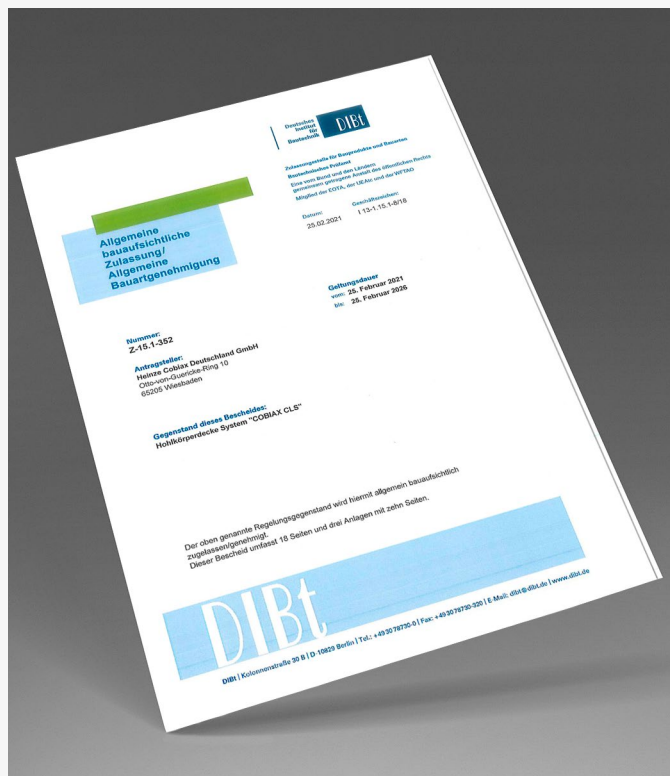 Deutsches
Institut
für
Bautechnik
DIBt
Zulassungsstelle für Bauprodukte und Bauarten
Bautechnisches Prüfamt
Eine vom Bund und den Ländern
gemeinsam getragene Anstalt des öffentlichen Rechts
Mitglied der EOTA, der UEAtc und der WFTAO
Datum: Geschäftszeichen:
25.02.2021 I 13-1.15.1-8/18
Allgemeine
bauaufsichtliche
Zulassung/
Allgemeine
Bauartgenehmigung
Geltungsdauer
vom: 25. Februar 2021
bis: 25. Februar 2026
Nummer:
Z-15.1-352
Antragsteller:
Heinze Cobiax Deutschland GmbH
Otto-von-Guericke-Ring 10
65205 Wiesbaden
Gegenstand dieses Bescheides:
Hohlkörperdecke System "COBIAX CLS"
Der oben genannte Regelungsgegenstand wird hiermit allgemein bauaufsichtlich
zugelassen/genehmigt.
Dieser Bescheid umfasst 18 Seiten und drei Anlagen mit zehn Seiten.
DIBt
DIBt | Kolonnenstraße 30 B | D-10829 Berlin | Tel.: +49 30 78730-0 | Fax: +49 30 78730-320 | E-Mail: dibt@dibt.de | www.dibt.de